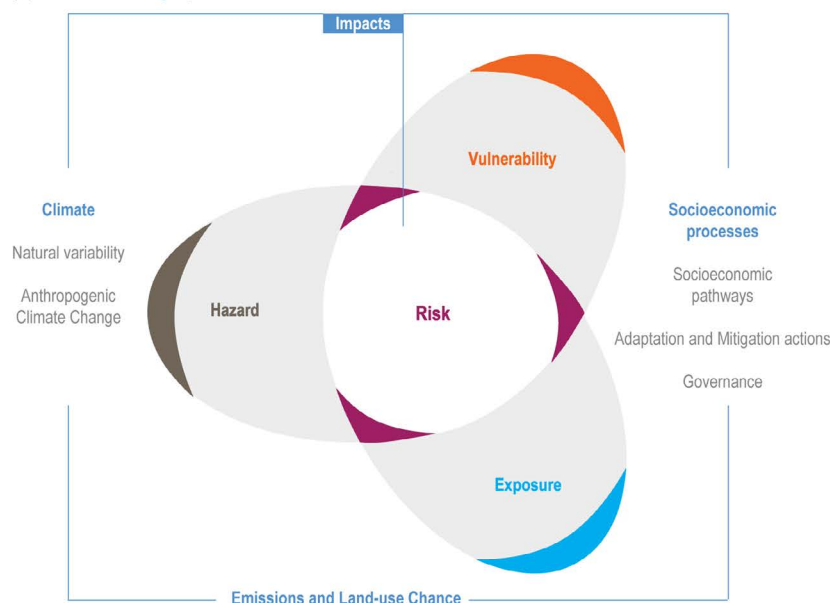 Impacts
Vulnerability
Climate
Natural variability
Anthropogenic
Climate Change
Hazard
Risk
Socioeconomic
processes
Socioeconomic
pathways
Adaptation and Mitigation actions
Governance
Exposure
Emissions and Land-use Chance